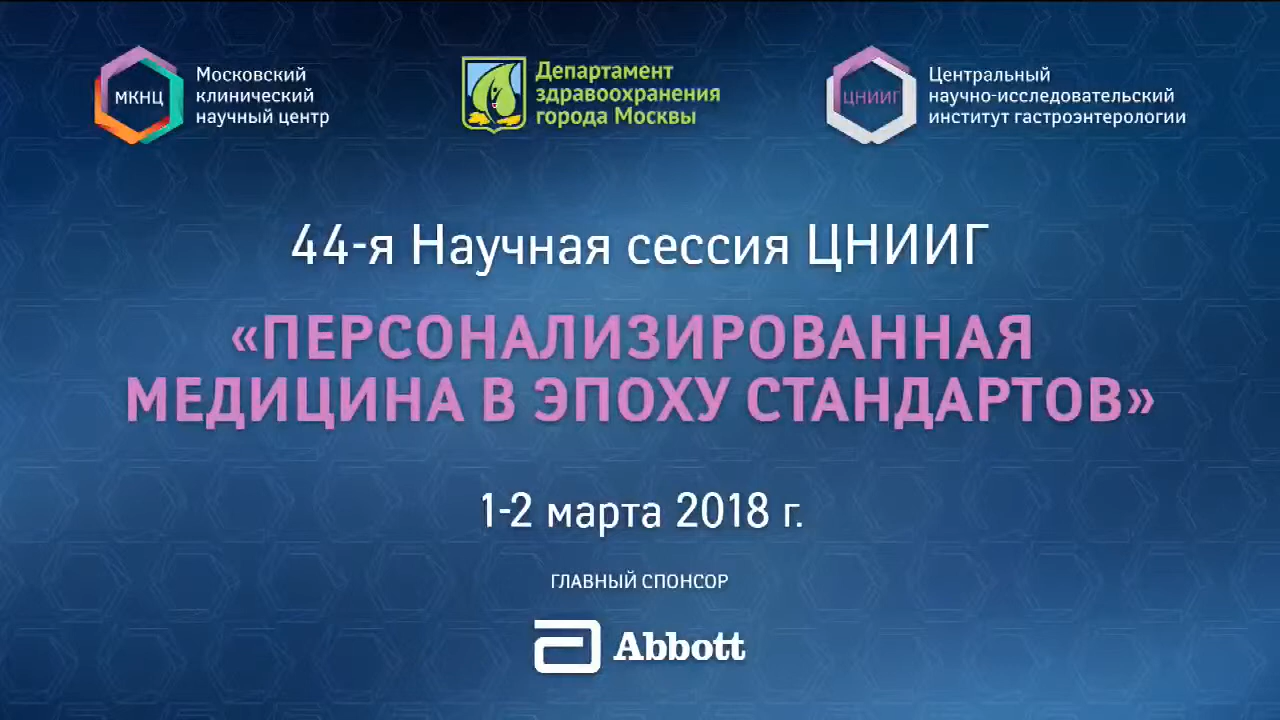 МКНЦ
Московский
клинический
научный центр
Департамент
здравоохранения
города Москвы
ЦНИИГ
Центральный
научно-исследовательский
институт гастроэнтерологии
44-я Научная сессия ЦНИИГ
«ПЕРСОНАЛИЗИРОВАННАЯ
МЕДИЦИНА В ЭПОХУ СТАНДАРТОВ»
1-2 марта 2018 г.
ГЛАВНЫЙ СПОНСОР
Abbott